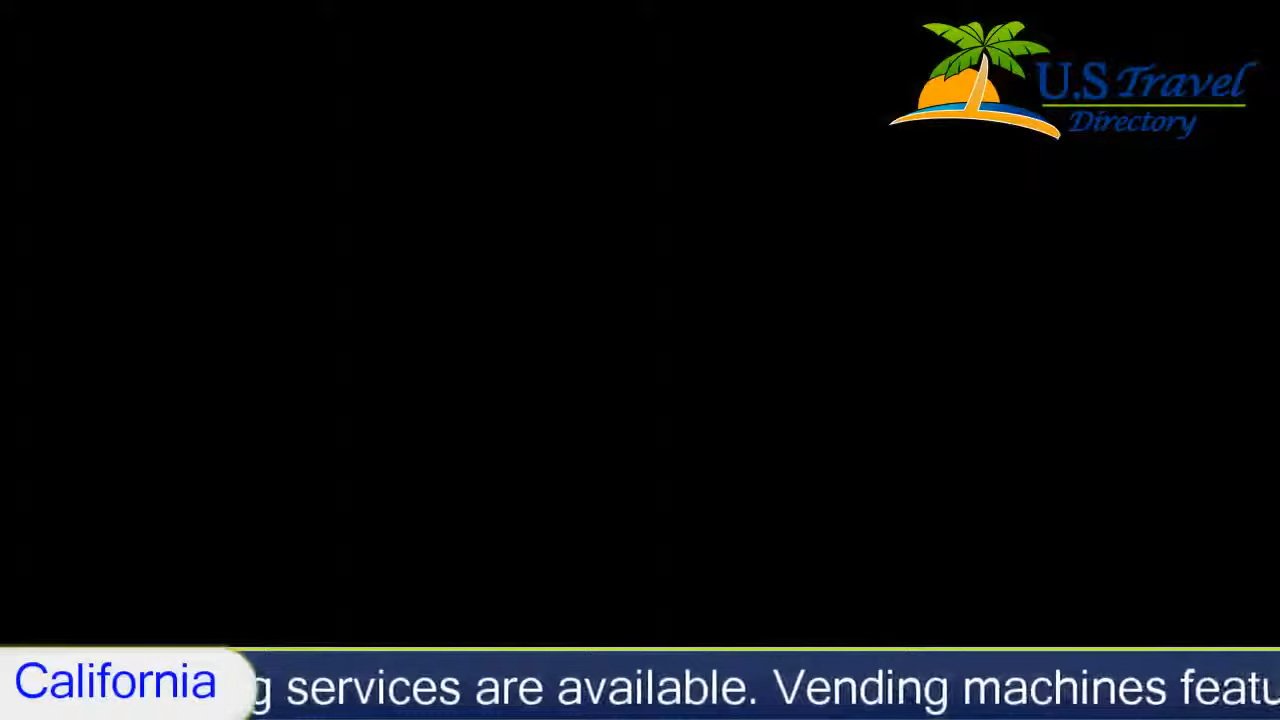 U.S Travel
Directory
California
g services are available. Vending machines featu